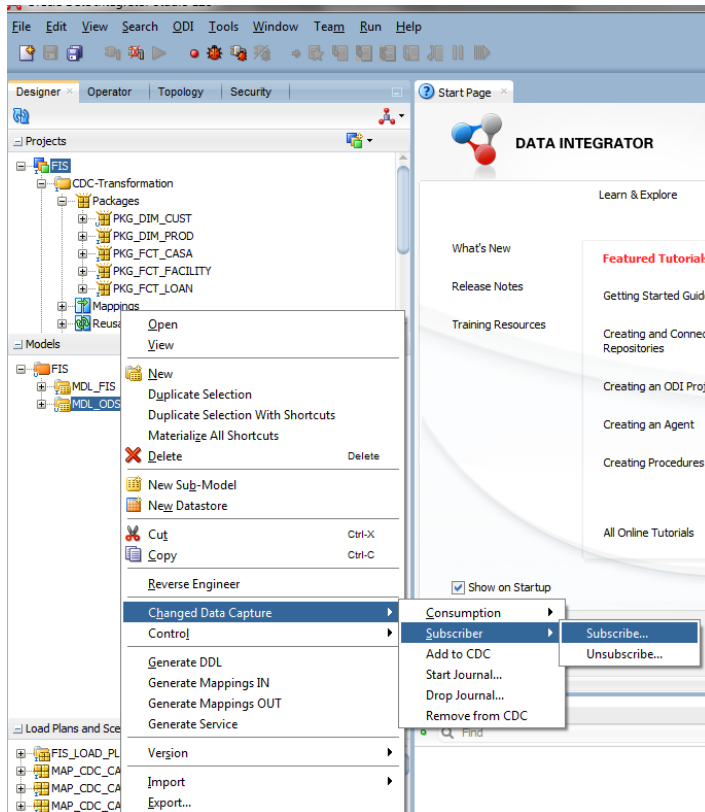 File Edit View Search ODI Tools Window Team Run Help
Designer Operator Topology Security
Start Page
Projects
FIS
CDC-Transformation
Packages
PKG_DIM_CUST
PKG_DIM_PROD
PKG_FCT_CASA
PKG_FCT_FACILITY
PKG_FCT_LOAN
Mappings
Reusa
Models
FIS
MDL_FIS
MDL_ODS
Load Plans and Sce
FIS_LOAD_PL
MAP_CDC_CA
MAP_CDC_CA
MAP_CDC_CA
Open
View
New
Duplicate Selection
Duplicate Selection With Shortcuts
Materialize All Shortcuts
Delete Delete
New Sub-Model
New Datastore
Cut Ctrl-X
Copy Ctrl-C
Reverse Engineer
Changed Data Capture
Control
Generate DDL
Generate Mappings IN
Generate Mappings OUT
Generate Service
Version
Import
Export...
Consumption
Subscriber
Add to CDC
Start Journal...
Drop Journal...
Remove from CDC
Subscribe...
Unsubscribe...
DATA INTEGRATOR
Learn & Explore
What's New
Release Notes
Training Resources
Featured Tutorials
Getting Started Guid
Creating and Connec
Repositories
Creating an ODI Proj
Creating an Agent
Creating Procedures
All Online Tutorials
Show on Startup
Find